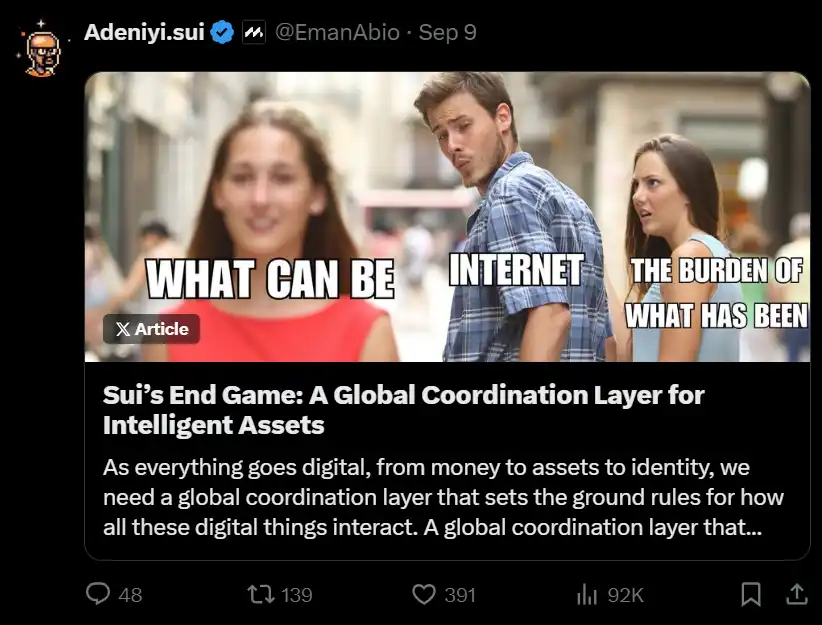 Adeniyi.sui @EmanAbio · Sep 9
WHAT CAN BE
INTERNET
THE BURDEN OF
WHAT HAS BEEN
X Article
Sui’s End Game: A Global Coordination Layer for
Intelligent Assets
As everything goes digital, from money to assets to identity, we
need a global coordination layer that sets the ground rules for how
all these digital things interact. A global coordination layer that...
48 139 391 92K